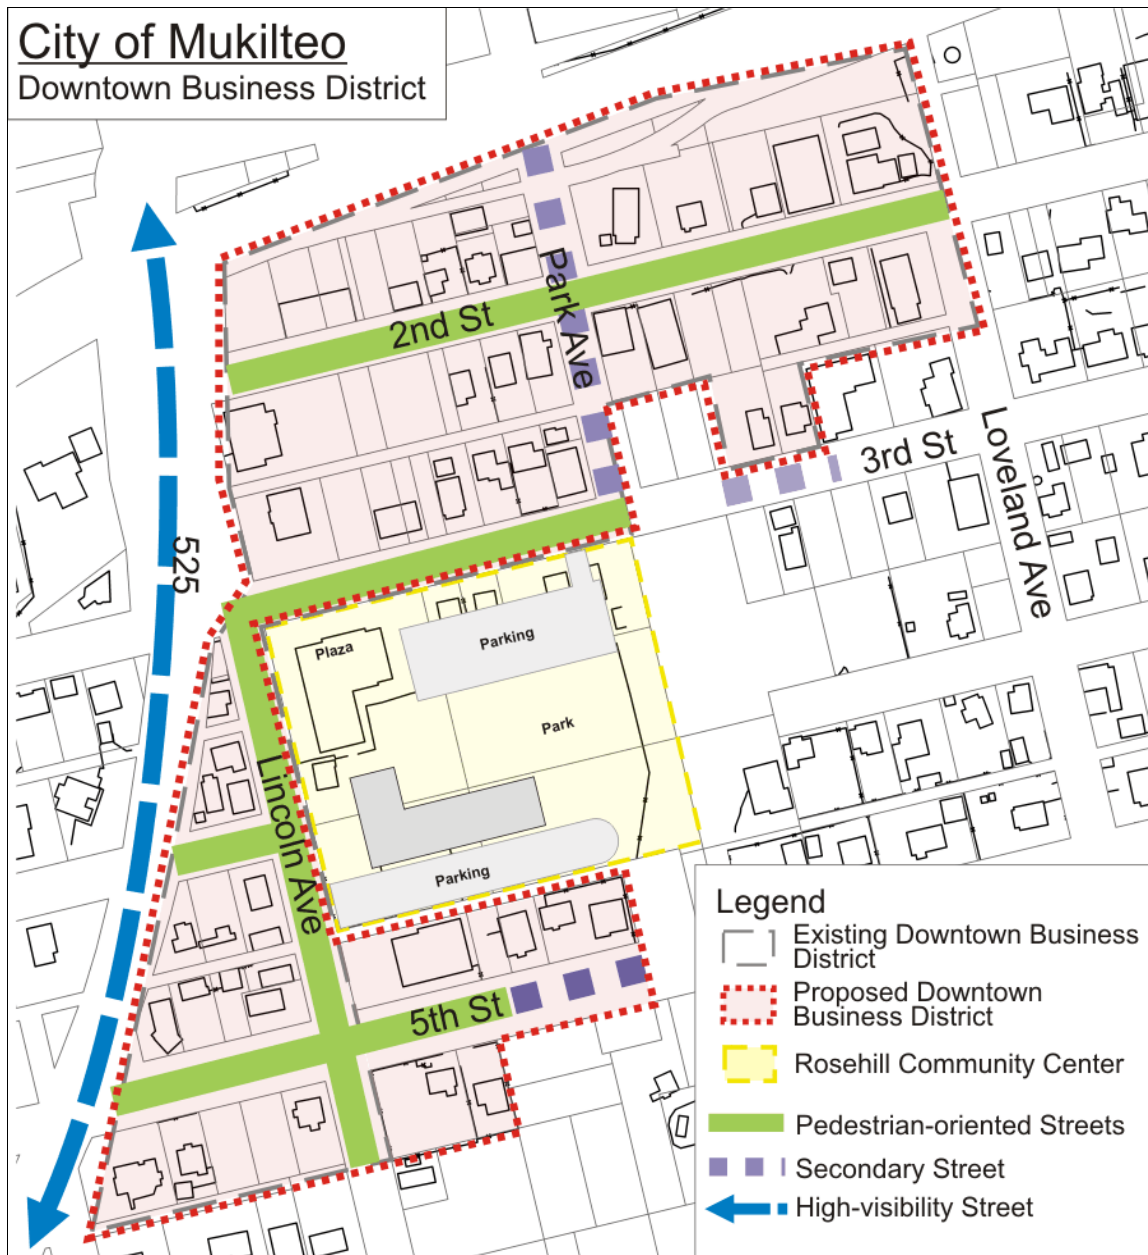 City of Mukilteo
Downtown Business District
Park Ave
2nd St
3rd St
Loveland Ave
525
Plaza
Parking
Park
Lincoln Ave
Parking
5th St
Legend
Existing Downtown Business
District
Proposed Downtown
Business District
Rosehill Community Center
Pedestrian-oriented Streets
Secondary Street
High-visibility Street